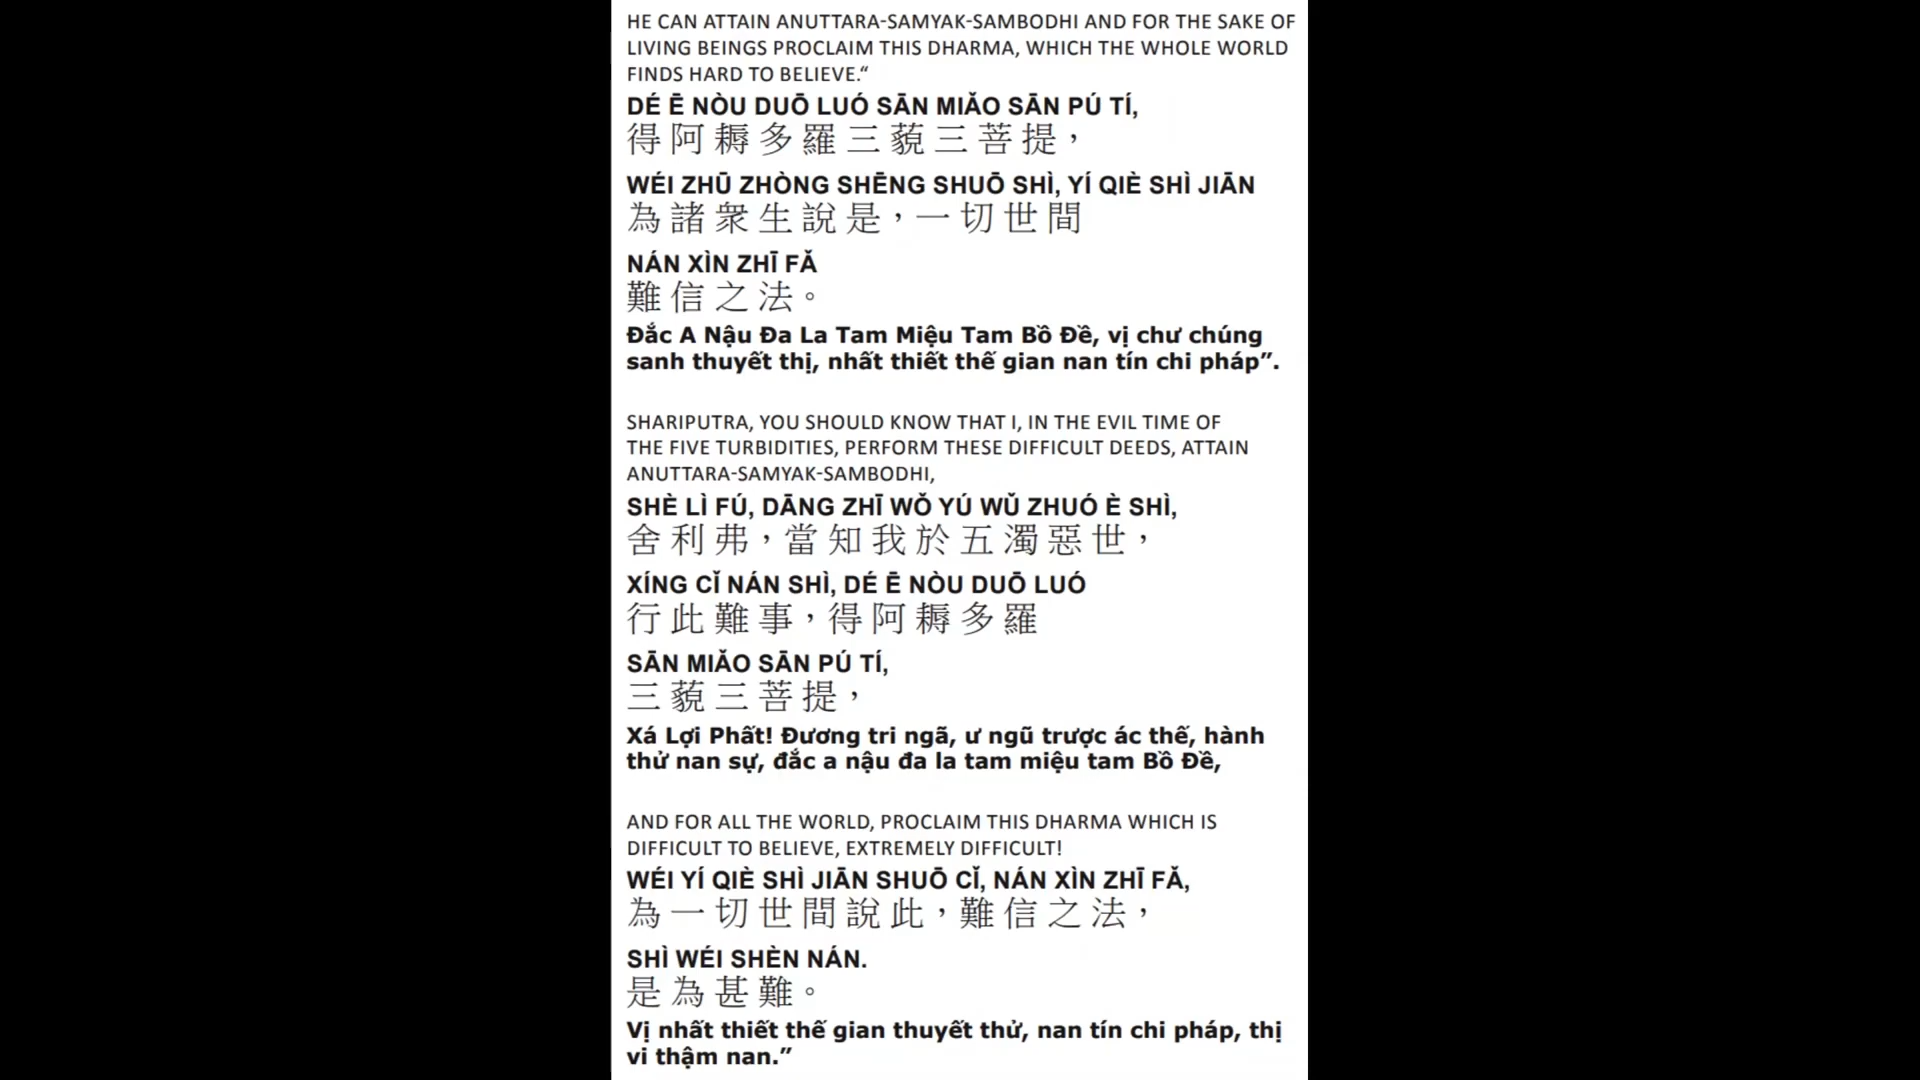 HE CAN ATTAIN ANUTTARA-SAMYAK-SAMBODHI AND FOR THE SAKE OF
LIVING BEINGS PROCLAIM THIS DHARMA, WHICH THE WHOLE WORLD
FINDS HARD TO BELIEVE.“
DÉ Ē NÒU DUŌ LUÓ SĀN MIǍO SĀN PÚ TÍ,
得阿耨多羅三藐三菩提，
WÉI ZHŪ ZHÒNG SHĒNG SHUŌ SHÌ, YÍ QIÈ SHÌ JIĀN
為諸衆生說是，一切世間
NÁN XÌN ZHĪ FǍ
難信之法。
Đắc A Nậu Đa La Tam Miệu Tam Bồ Đề, vị chư chúng
sanh thuyết thị, nhất thiết thế gian nan tín chi pháp”.
SHARIPUTRA, YOU SHOULD KNOW THAT I, IN THE EVIL TIME OF
THE FIVE TURBIDITIES, PERFORM THESE DIFFICULT DEEDS, ATTAIN
ANUTTARA-SAMYAK-SAMBODHI,
SHÈ LÌ FÚ, DĀNG ZHĪ WǑ YÚ WǓ ZHUÓ È SHÌ,
舍利弗，當知我於五濁惡世，
XÍNG CǏ NÁN SHÌ, DÉ Ē NÒU DUŌ LUÓ
行此難事，得阿耨多羅
SĀN MIǍO SĀN PÚ TÍ,
三藐三菩提，
Xá Lợi Phất! Đương tri ngã, ư ngũ trược ác thế, hành
thử nan sự, đắc a nậu đa la tam miệu tam Bồ Đề,
AND FOR ALL THE WORLD, PROCLAIM THIS DHARMA WHICH IS
DIFFICULT TO BELIEVE, EXTREMELY DIFFICULT!
WÉI YÍ QIÈ SHÌ JIĀN SHUŌ CǏ, NÁN XÌN ZHĪ FǍ,
為一切世間說此，難信之法，
SHÌ WÉI SHÈN NÁN.
是為甚難。
Vị nhất thiết thế gian thuyết thử, nan tín chi pháp, thị
vi thậm nan.”